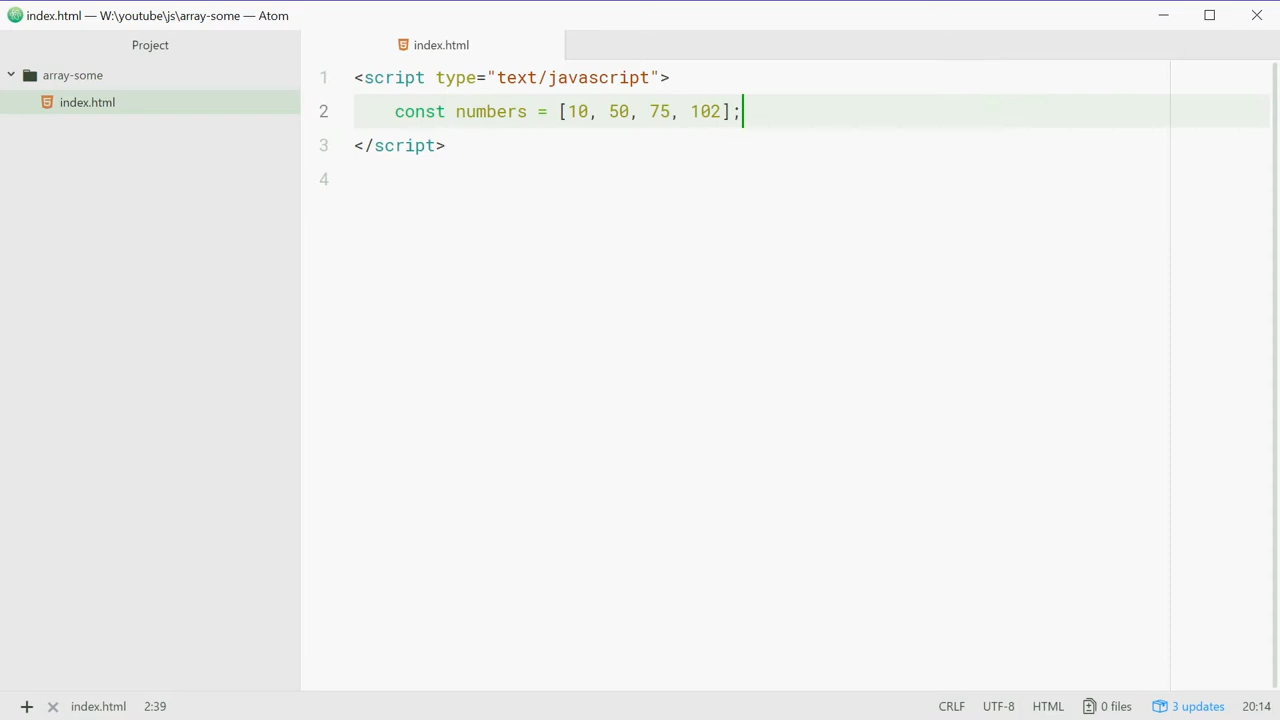 index.html — W:\youtube\js\array-some — Atom
Project
index.html
array-some
index.html
1 <script type="text/javascript">
2 const numbers = [10, 50, 75, 102];
3 </script>
4
index.html 2:39 CRLF UTF-8 HTML 0 files 3 updates 20:14